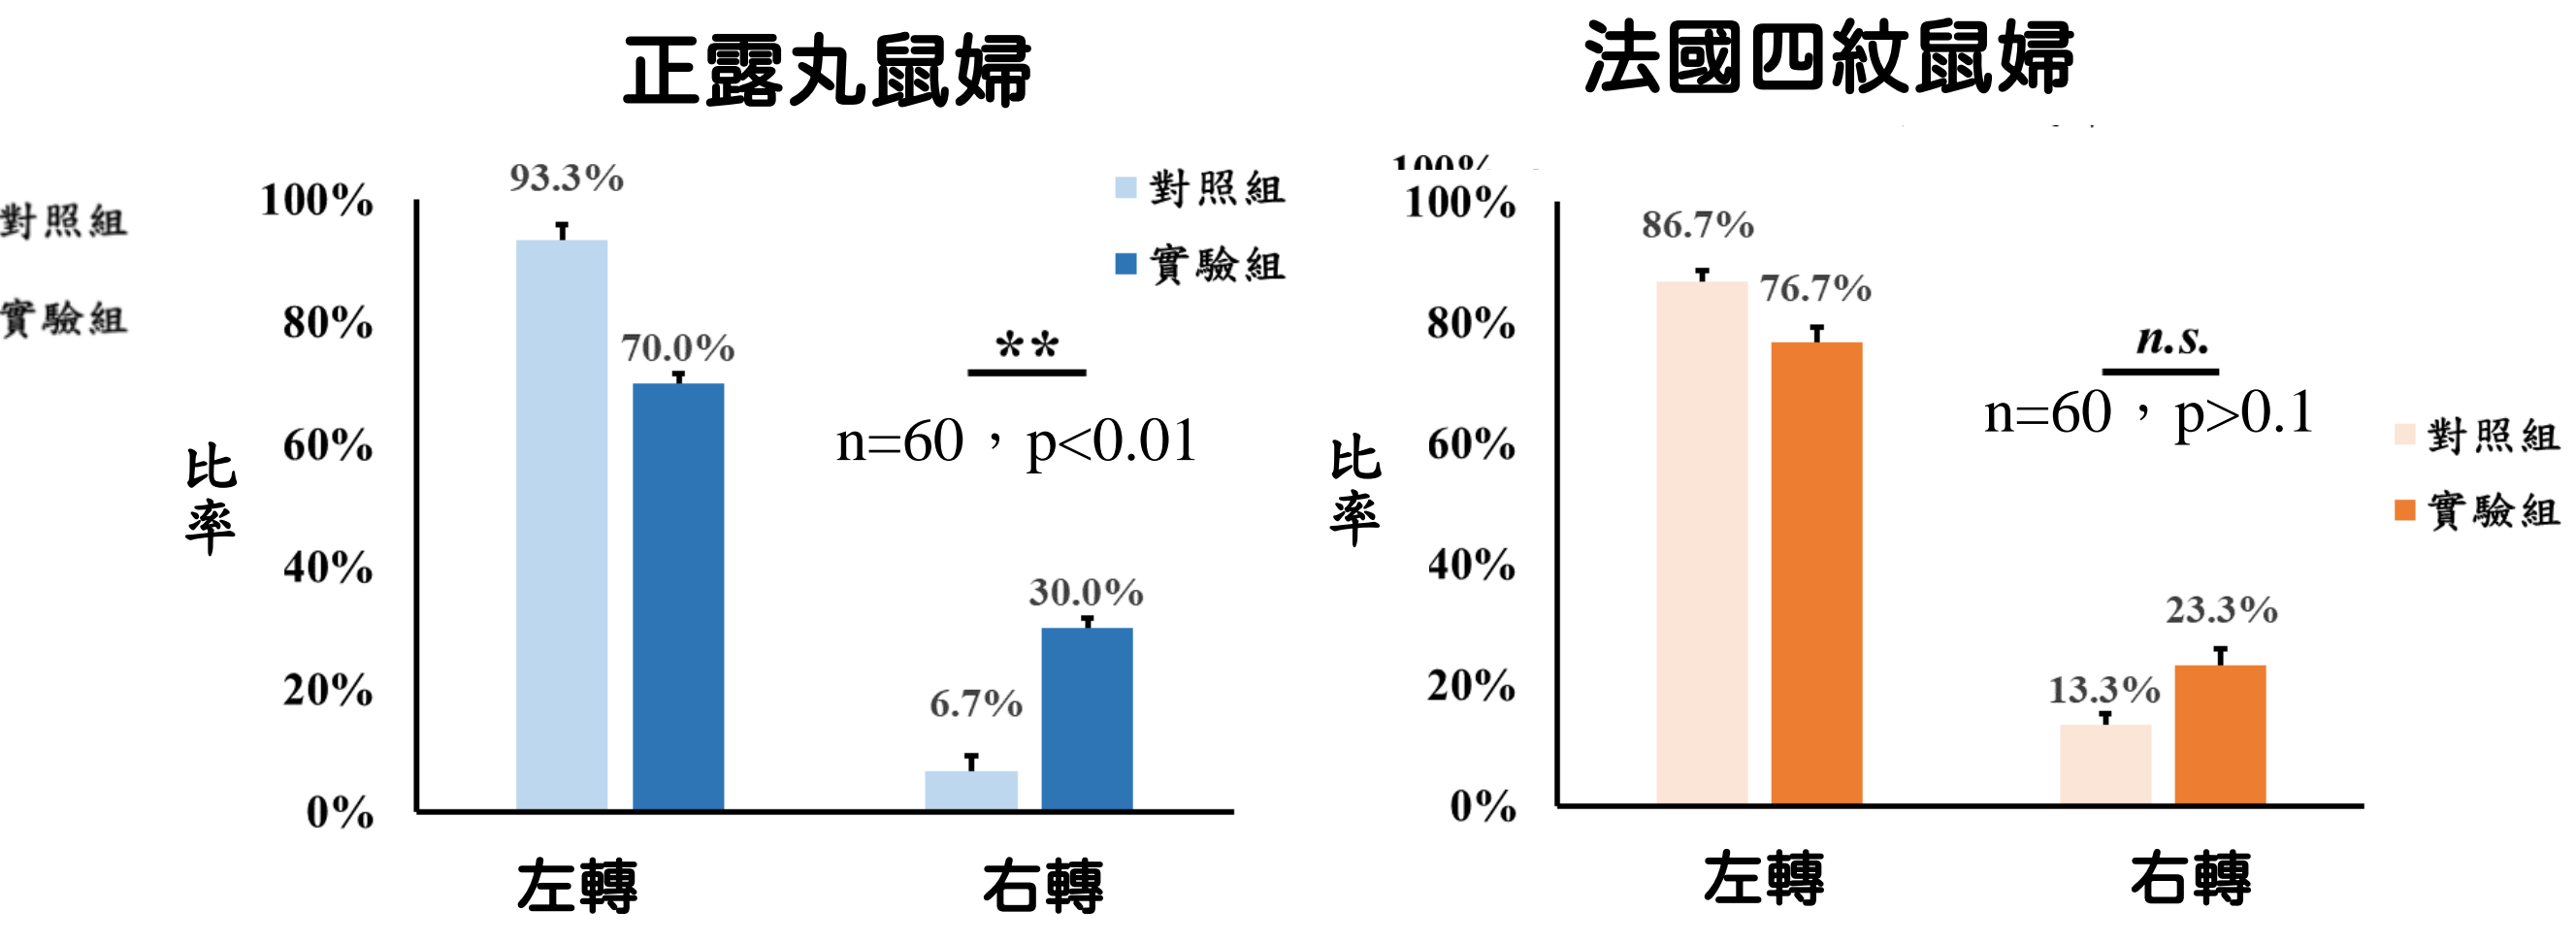 正露丸鼠婦
法國四紋鼠婦
對照組
實驗組
93.3%
100%
80%
60%
40%
20%
0%
比率
70.0%
6.7%
30.0%
對照組
實驗組
**
n=60，p<0.01
左轉
右轉
100%
100%
80%
60%
40%
20%
0%
比率
86.7%
76.7%
13.3%
23.3%
n.s.
n=60，p>0.1
對照組
實驗組
左轉
右轉